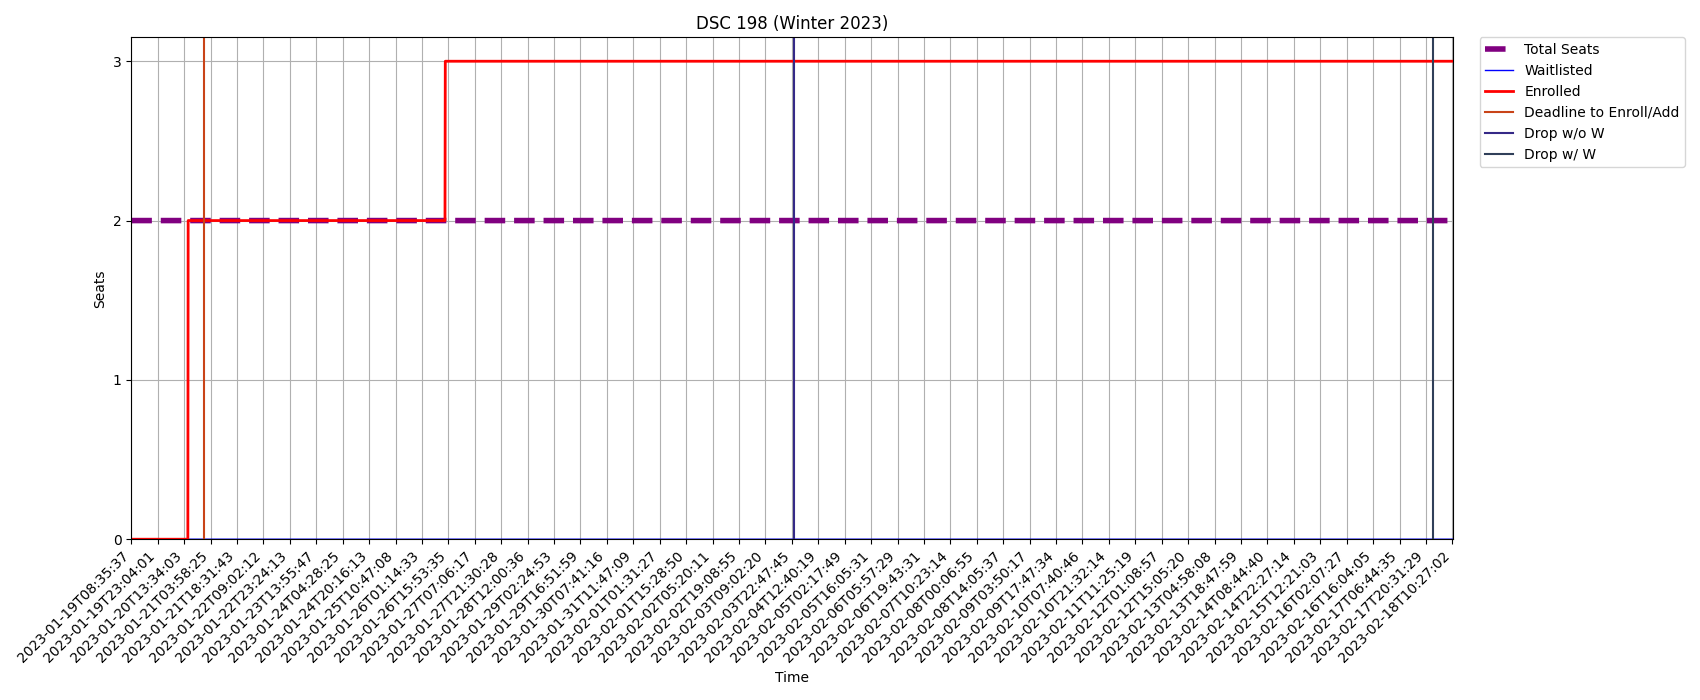 DSC 198 (Winter 2023)
Total Seats
Waitlisted
Enrolled
Deadline to Enroll/Add
Drop w/o W
Drop w/ W
3
2
1
0
Seats
2023-01-19T08:35:37
2023-01-19T23:04:01
2023-01-20T13:34:03
2023-01-21T03:58:25
2023-01-21T18:31:43
2023-01-22T09:02:12
2023-01-22T23:24:13
2023-01-23T13:55:47
2023-01-24T04:28:25
2023-01-24T20:16:13
2023-01-25T10:47:08
2023-01-26T01:14:33
2023-01-26T15:53:35
2023-01-27T07:06:17
2023-01-27T21:30:28
2023-01-28T12:00:36
2023-01-29T02:24:53
2023-01-29T16:51:59
2023-01-30T07:41:16
2023-01-31T11:47:09
2023-02-01T01:31:27
2023-02-01T15:28:50
2023-02-02T05:20:11
2023-02-02T19:08:55
2023-02-03T09:02:20
2023-02-03T22:47:45
2023-02-04T12:40:19
2023-02-05T02:17:49
2023-02-05T16:05:31
2023-02-06T05:57:29
2023-02-06T19:43:31
2023-02-07T10:23:14
2023-02-08T00:06:55
2023-02-08T14:05:37
2023-02-09T03:50:17
2023-02-09T17:47:34
2023-02-10T07:40:46
2023-02-10T21:32:14
2023-02-11T11:25:19
2023-02-12T01:08:57
2023-02-12T15:05:20
2023-02-13T04:58:08
2023-02-13T18:47:59
2023-02-14T08:44:40
2023-02-14T22:27:14
2023-02-15T12:21:03
2023-02-16T02:07:27
2023-02-16T16:04:05
2023-02-17T06:44:35
2023-02-17T20:31:29
2023-02-18T10:27:02
Time